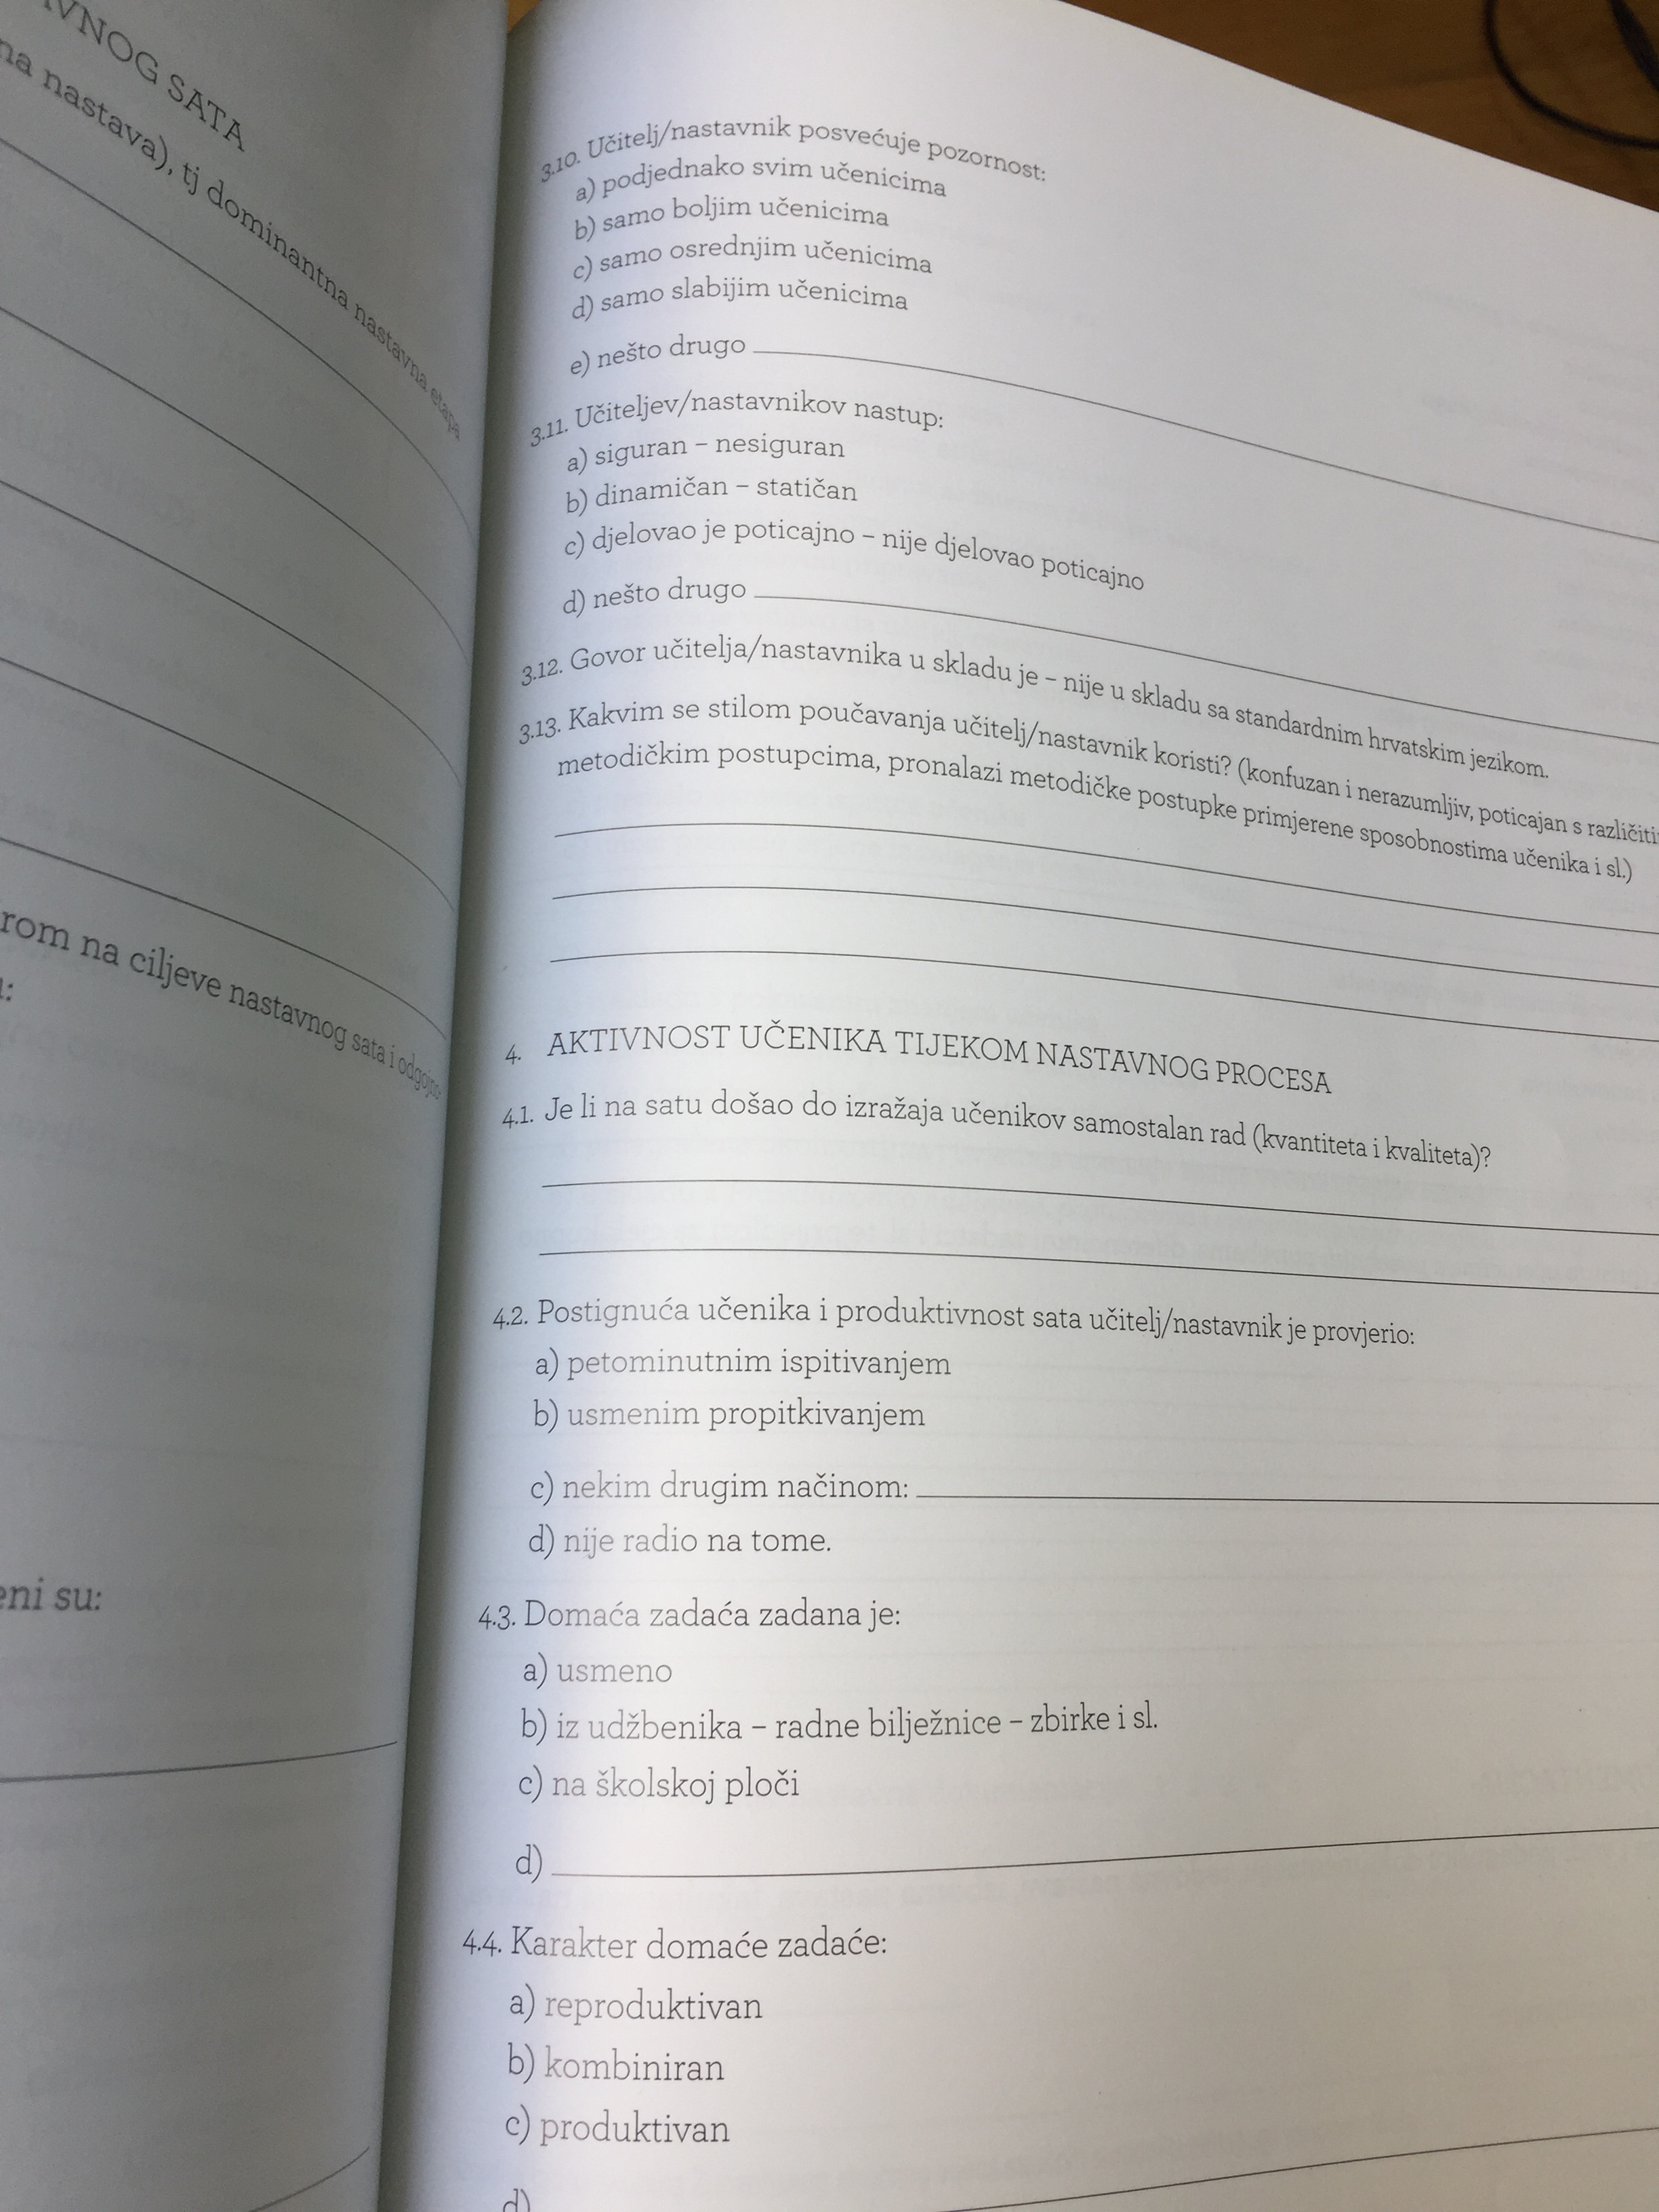 VNOG SATA
na nastava), tj dominantna nastavna etapa
rom na ciljeve nastavnog sata i odgojno
eni su:
3.10. Učitelj/nastavnik posvećuje pozornost:
a) podjednako svim učenicima
b) samo boljim učenicima
c) samo osrednjim učenicima
d) samo slabijim učenicima
e) nešto drugo
3.11. Učiteljev/nastavnikov nastup:
a) siguran – nesiguran
b) dinamičan – statičan
c) djelovao je poticajno – nije djelovao poticajno
d) nešto drugo
3.12. Govor učitelja/nastavnika u skladu je – nije u skladu sa standardnim hrvatskim jezikom.
3.13. Kakvim se stilom poučavanja učitelj/nastavnik koristi? (konfuzan i nerazumljiv, poticajan s različiti
metodičkim postupcima, pronalazi metodičke postupke primjerene sposobnostima učenika i sl.)
4. AKTIVNOST UČENIKA TIJEKOM NASTAVNOG PROCESA
4.1. Je li na satu došao do izražaja učenikov samostalan rad (kvantiteta i kvaliteta)?
4.2. Postignuća učenika i produktivnost sata učitelj/nastavnik je provjerio:
a) petominutnim ispitivanjem
b) usmenim propitkivanjem
c) nekim drugim načinom:
d) nije radio na tome.
4.3. Domaća zadaća zadana je:
a) usmeno
b) iz udžbenika – radne bilježnice – zbirke i sl.
c) na školskoj ploči
d)
4.4. Karakter domaće zadaće:
a) reproduktivan
b) kombiniran
c) produktivan
d)